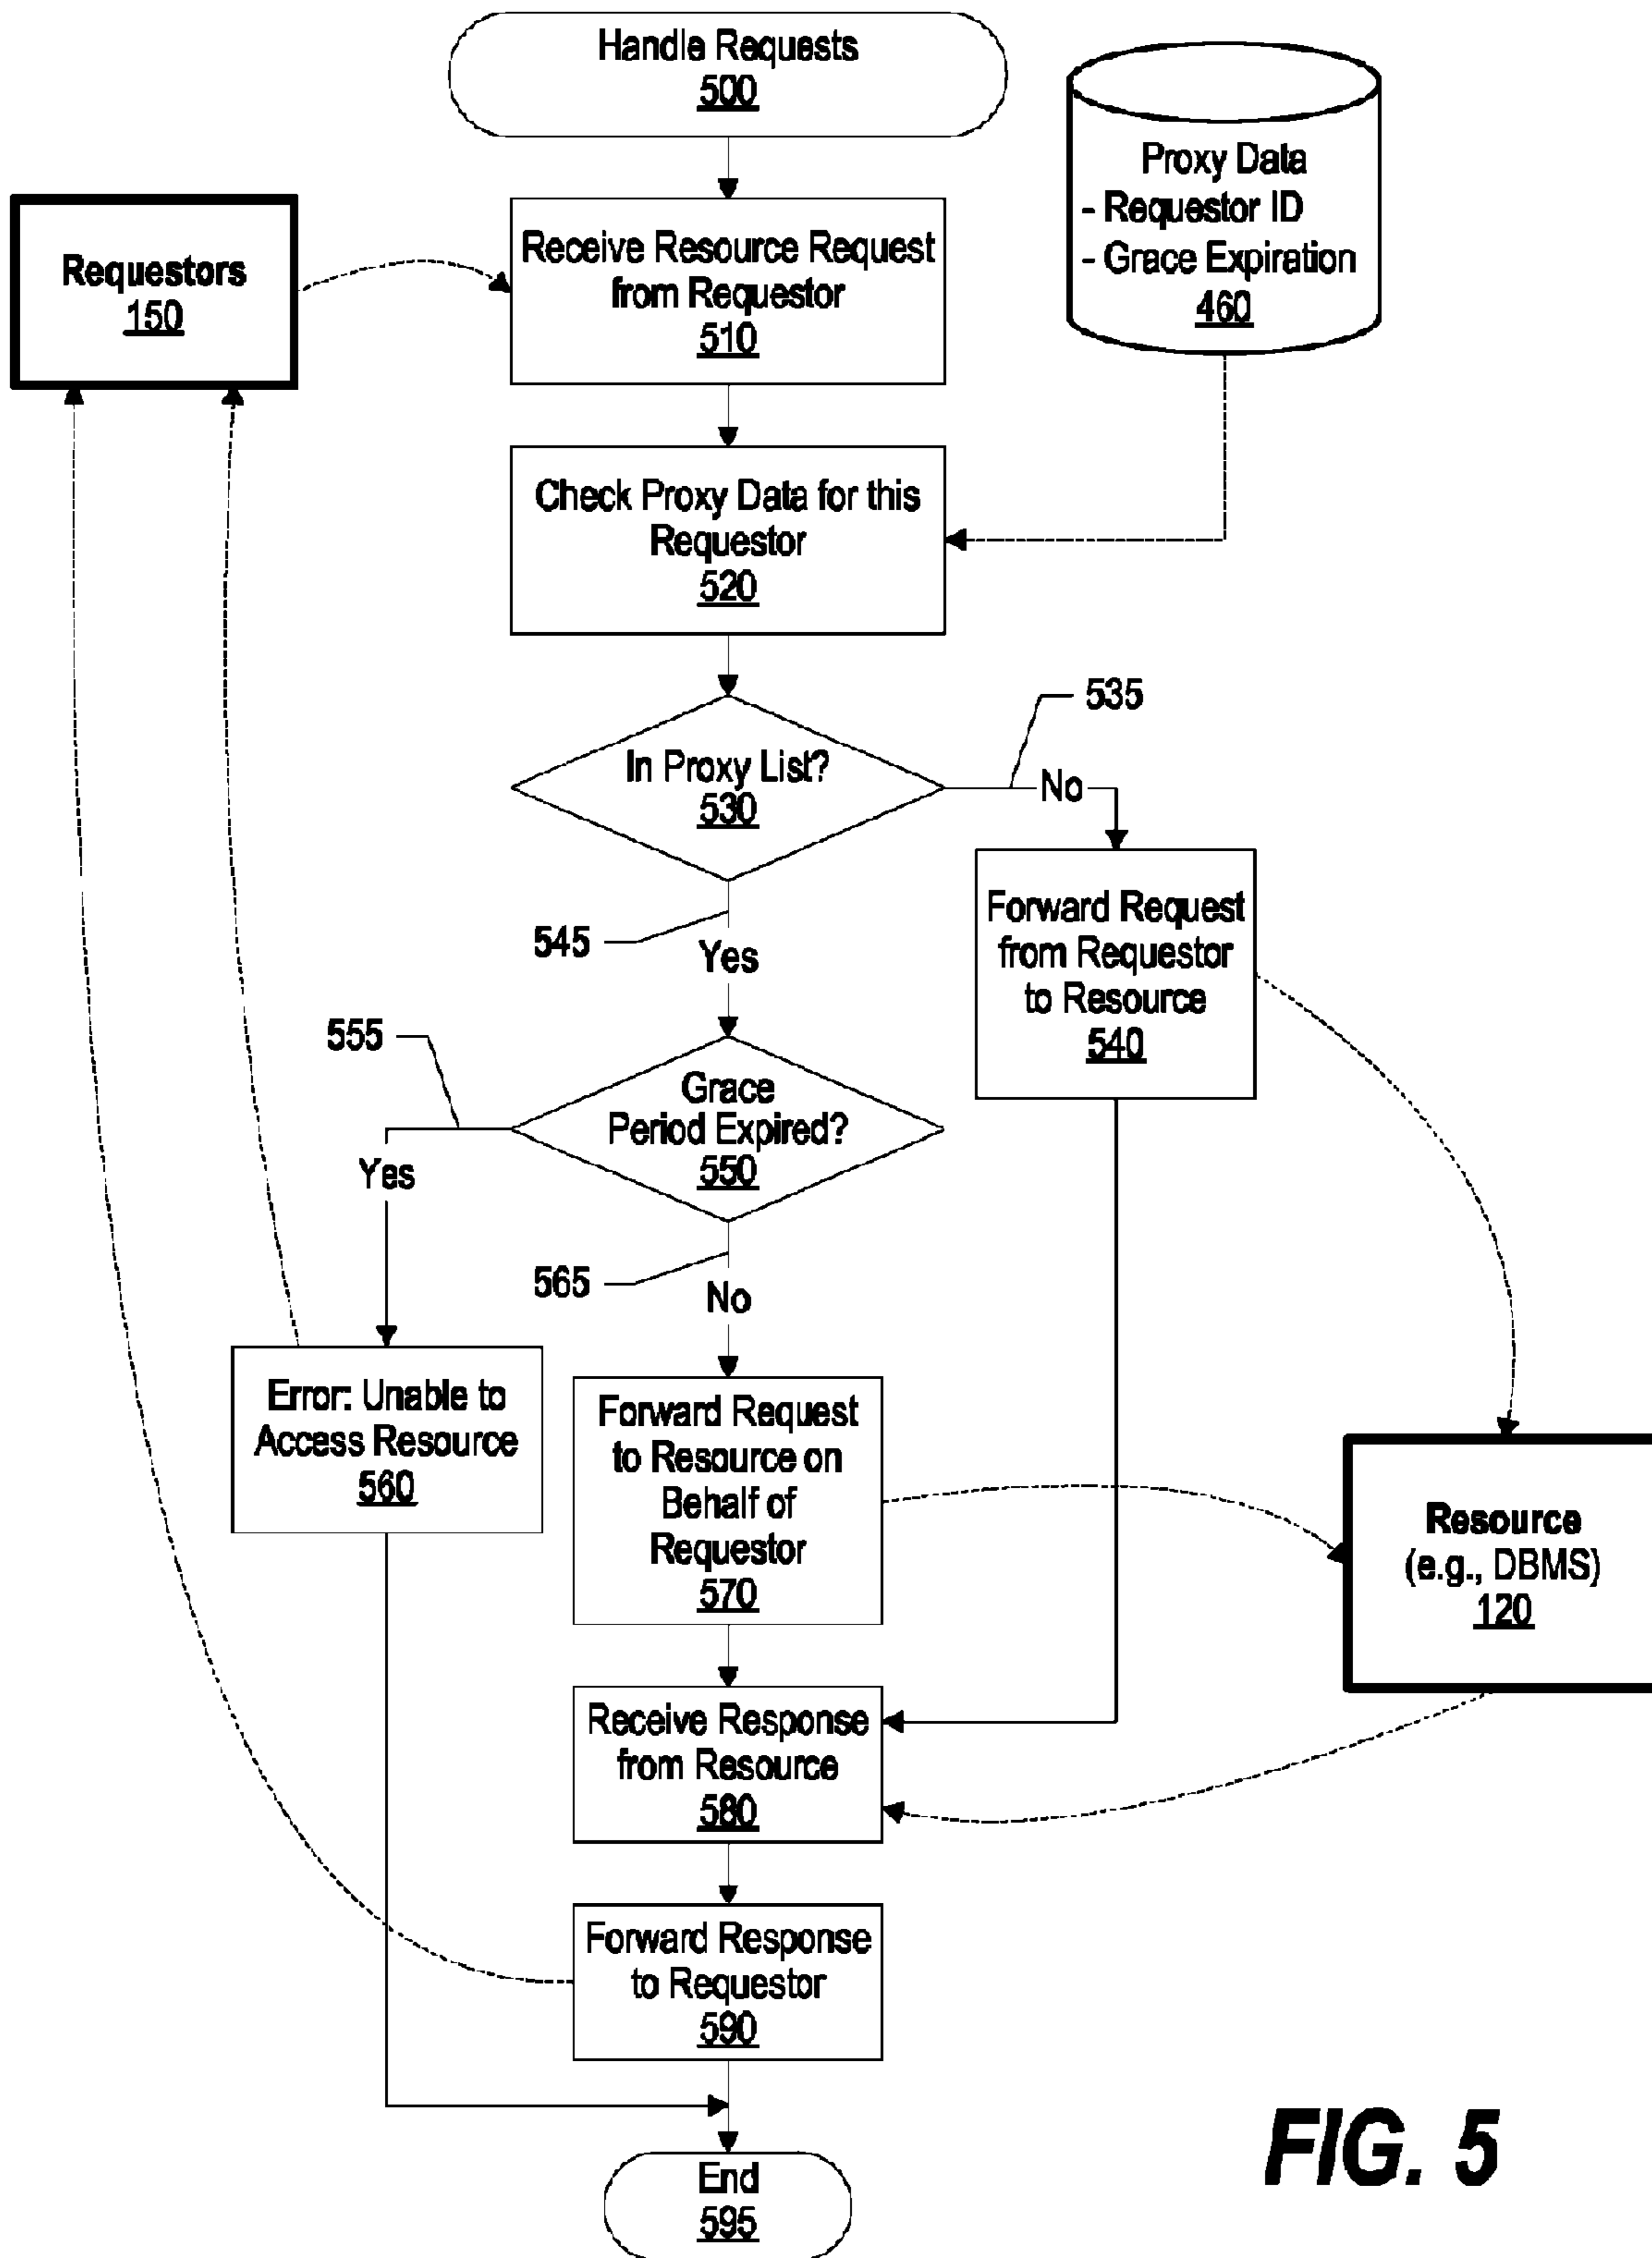 Handle Requests
500
Proxy Data
- Requestor ID
- Grace Expiration
460
Requestors
150
Receive Resource Request
from Requestor
510
Check Proxy Data for this
Requestor
520
535
In Proxy List?
530
No
545
Yes
Forward Request
from Requestor
to Resource
540
555
Grace
Period Expired?
550
Yes
565
No
Error: Unable to
Access Resource
560
Forward Request
to Resource on
Behalf of
Requestor
570
Resource
(e.g., DBMS)
120
Receive Response
from Resource
580
Forward Response
to Requestor
590
End
595
FIG. 5